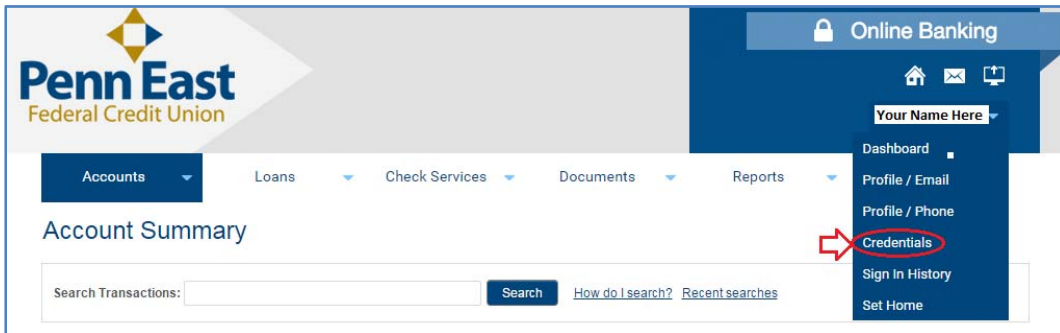 Online Banking
Penn East
Federal Credit Union
Your Name Here
Dashboard
Profile / Email
Profile / Phone
Credentials
Sign In History
Set Home
Accounts Loans Check Services Documents Reports
Account Summary
Search Transactions: Search How do I search? Recent searches